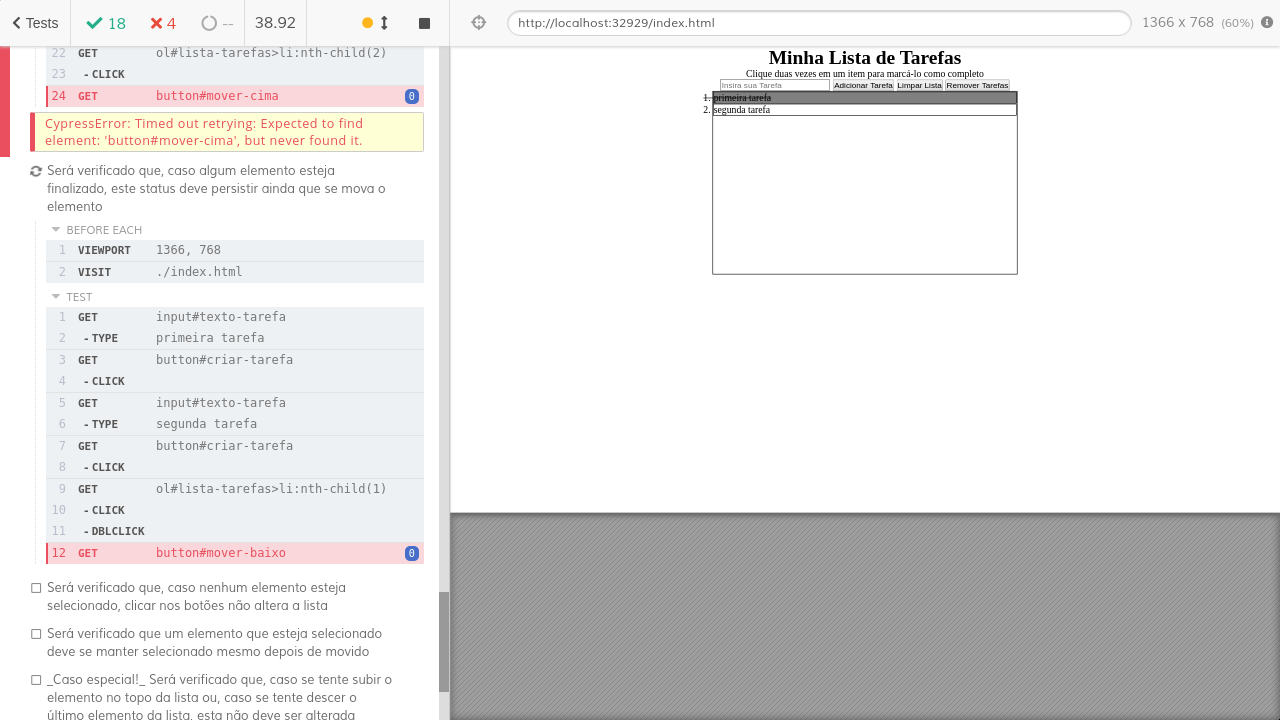 Tests
18
4
--
38.92
http://localhost:32929/index.html
1366 x 768 (60%)
22 GET ol#lista-tarefas>li:nth-child(2)
23 - CLICK
24 GET button#mover-cima 0
CypressError: Timed out retrying: Expected to find
element: 'button#mover-cima', but never found it.
Será verificado que, caso algum elemento esteja
finalizado, este status deve persistir ainda que se mova o
elemento
BEFORE EACH
1 VIEWPORT 1366, 768
2 VISIT ./index.html
TEST
1 GET input#texto-tarefa
2 - TYPE primeira tarefa
3 GET button#criar-tarefa
4 - CLICK
5 GET input#texto-tarefa
6 - TYPE segunda tarefa
7 GET button#criar-tarefa
8 - CLICK
9 GET ol#lista-tarefas>li:nth-child(1)
10 - CLICK
11 - DBLCLICK
12 GET button#mover-baixo 0
Será verificado que, caso nenhum elemento esteja
selecionado, clicar nos botões não altera a lista
Será verificado que um elemento que esteja selecionado
deve se manter selecionado mesmo depois de movido
_Caso especial!_ Será verificado que, caso se tente subir o
elemento no topo da lista ou, caso se tente descer o
último elemento da lista, esta não deve ser alterada
Minha Lista de Tarefas
Clique duas vezes em um item para marcá-lo como completo
Insira sua Tarefa Adicionar Tarefa Limpar Lista Remover Tarefas
1. primeira tarefa
2. segunda tarefa